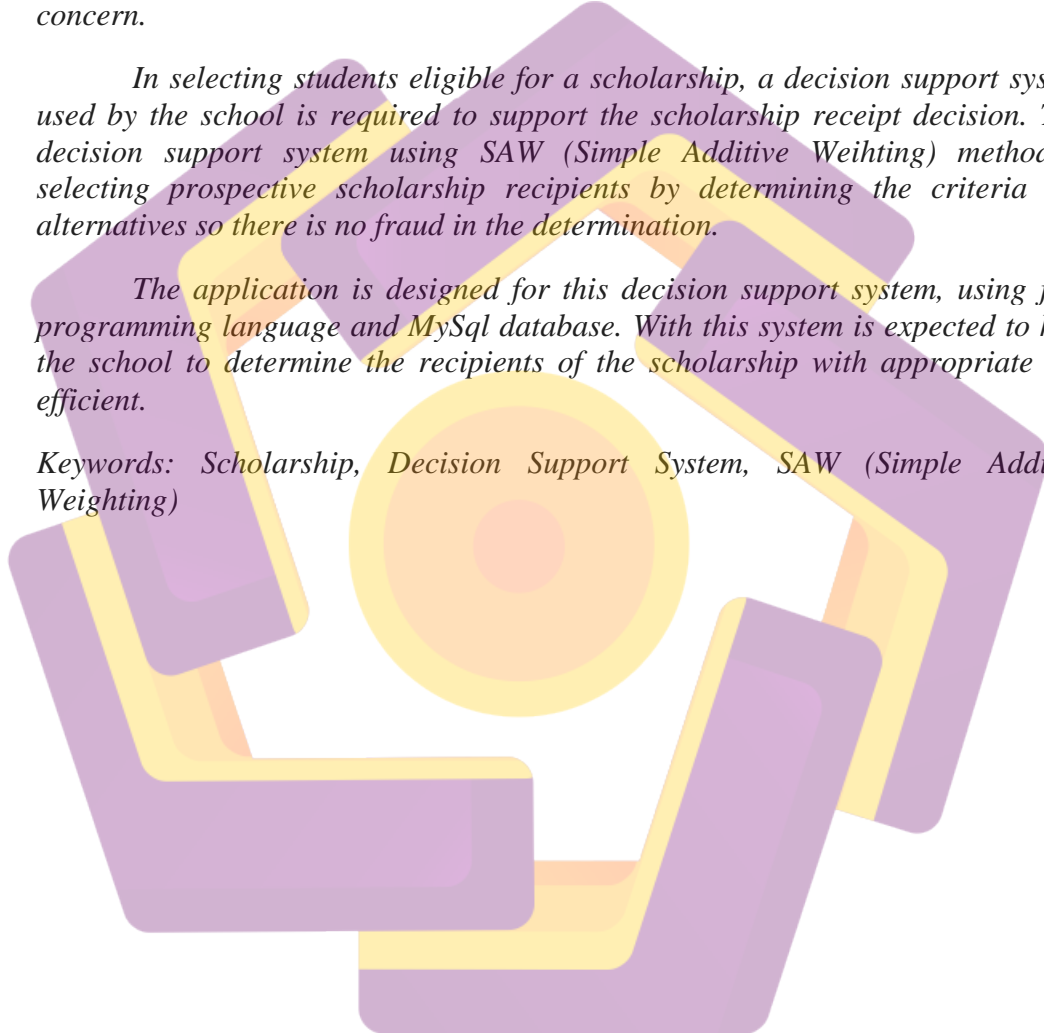 concern.
In selecting students eligible for a scholarship, a decision support sys
used by the school is required to support the scholarship receipt decision. T
decision support system using SAW (Simple Additive Weihting) method
selecting prospective scholarship recipients by determining the criteria
alternatives so there is no fraud in the determination.
The application is designed for this decision support system, using j
programming language and MySql database. With this system is expected to h
the school to determine the recipients of the scholarship with appropriate
efficient.
Keywords: Scholarship, Decision Support System, SAW (Simple Addi
Weighting)